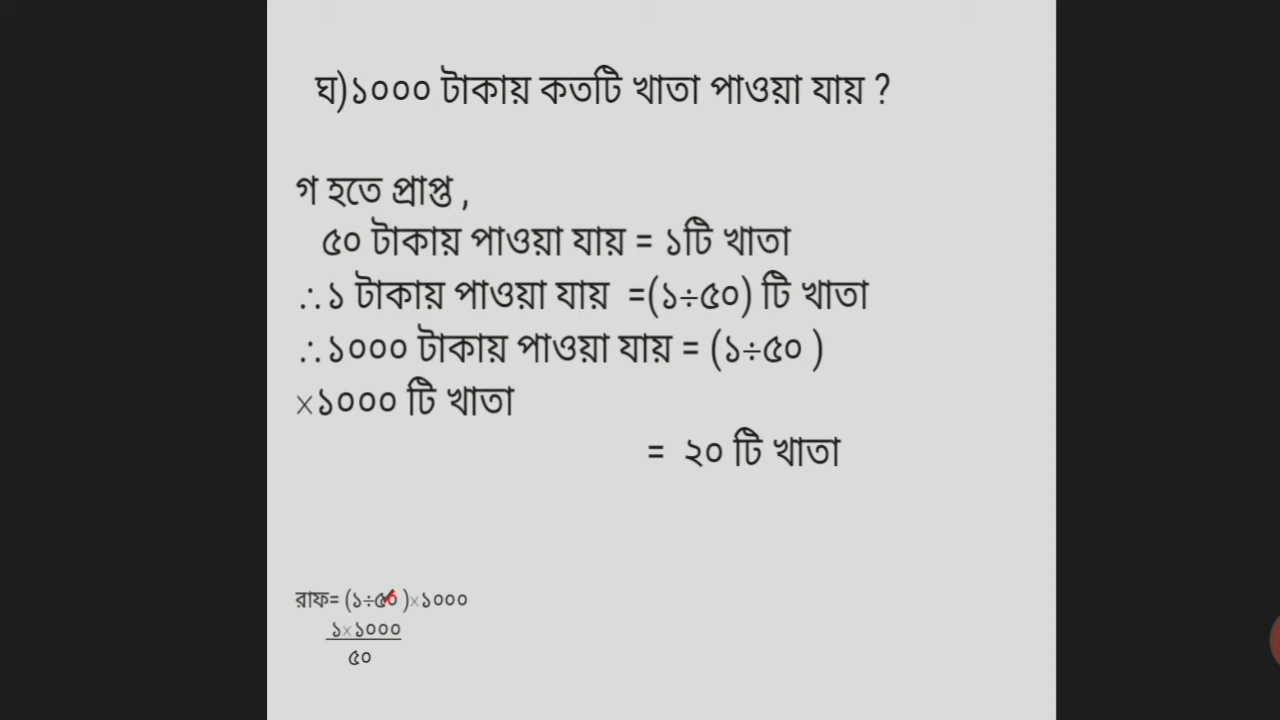 ঘ)১০০০ টাকায় কতটি খাতা পাওয়া যায় ?
গ হতে প্রাপ্ত ,
৫০ টাকায় পাওয়া যায় = ১টি খাতা
∴১ টাকায় পাওয়া যায় =(১÷৫০) টি খাতা
∴১০০০ টাকায় পাওয়া যায় = (১÷৫০ )
×১০০০ টি খাতা
= ২০ টি খাতা
রাফ= (১÷৫০ )×১০০০
১×১০০০
৫০